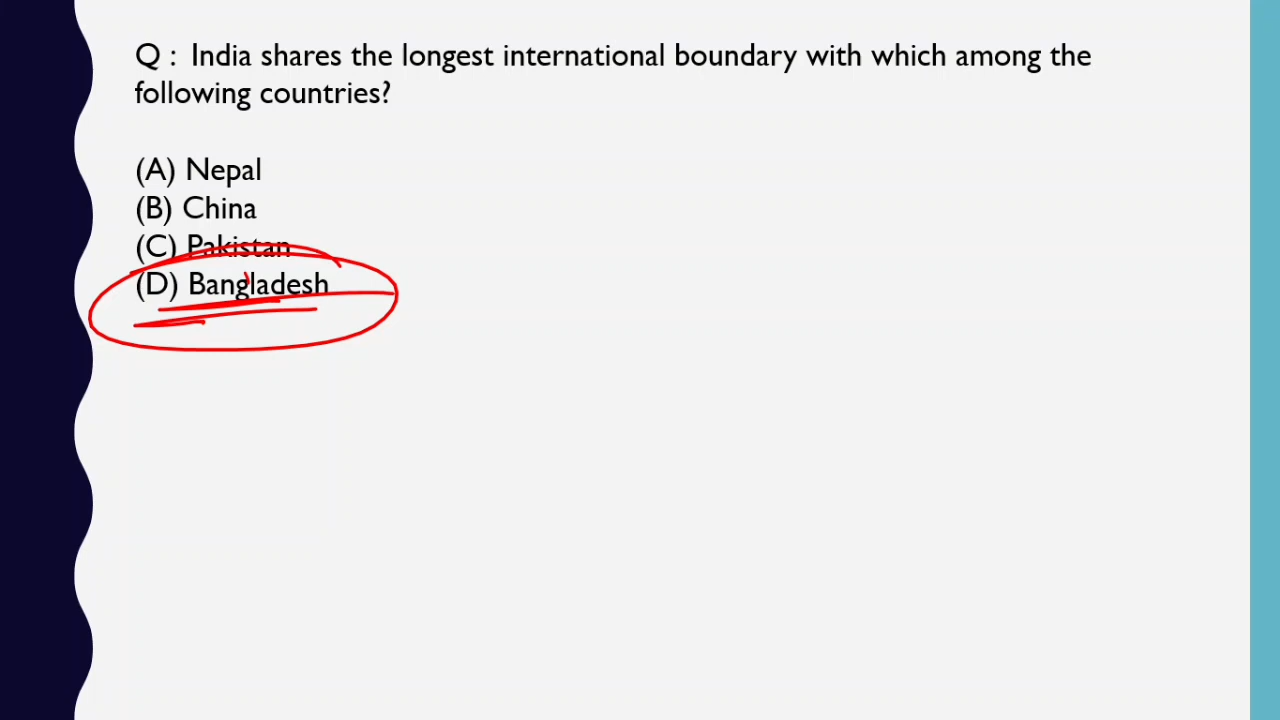 Q : India shares the longest international boundary with which among the
following countries?
(A) Nepal
(B) China
(C) Pakistan
(D) Bangladesh